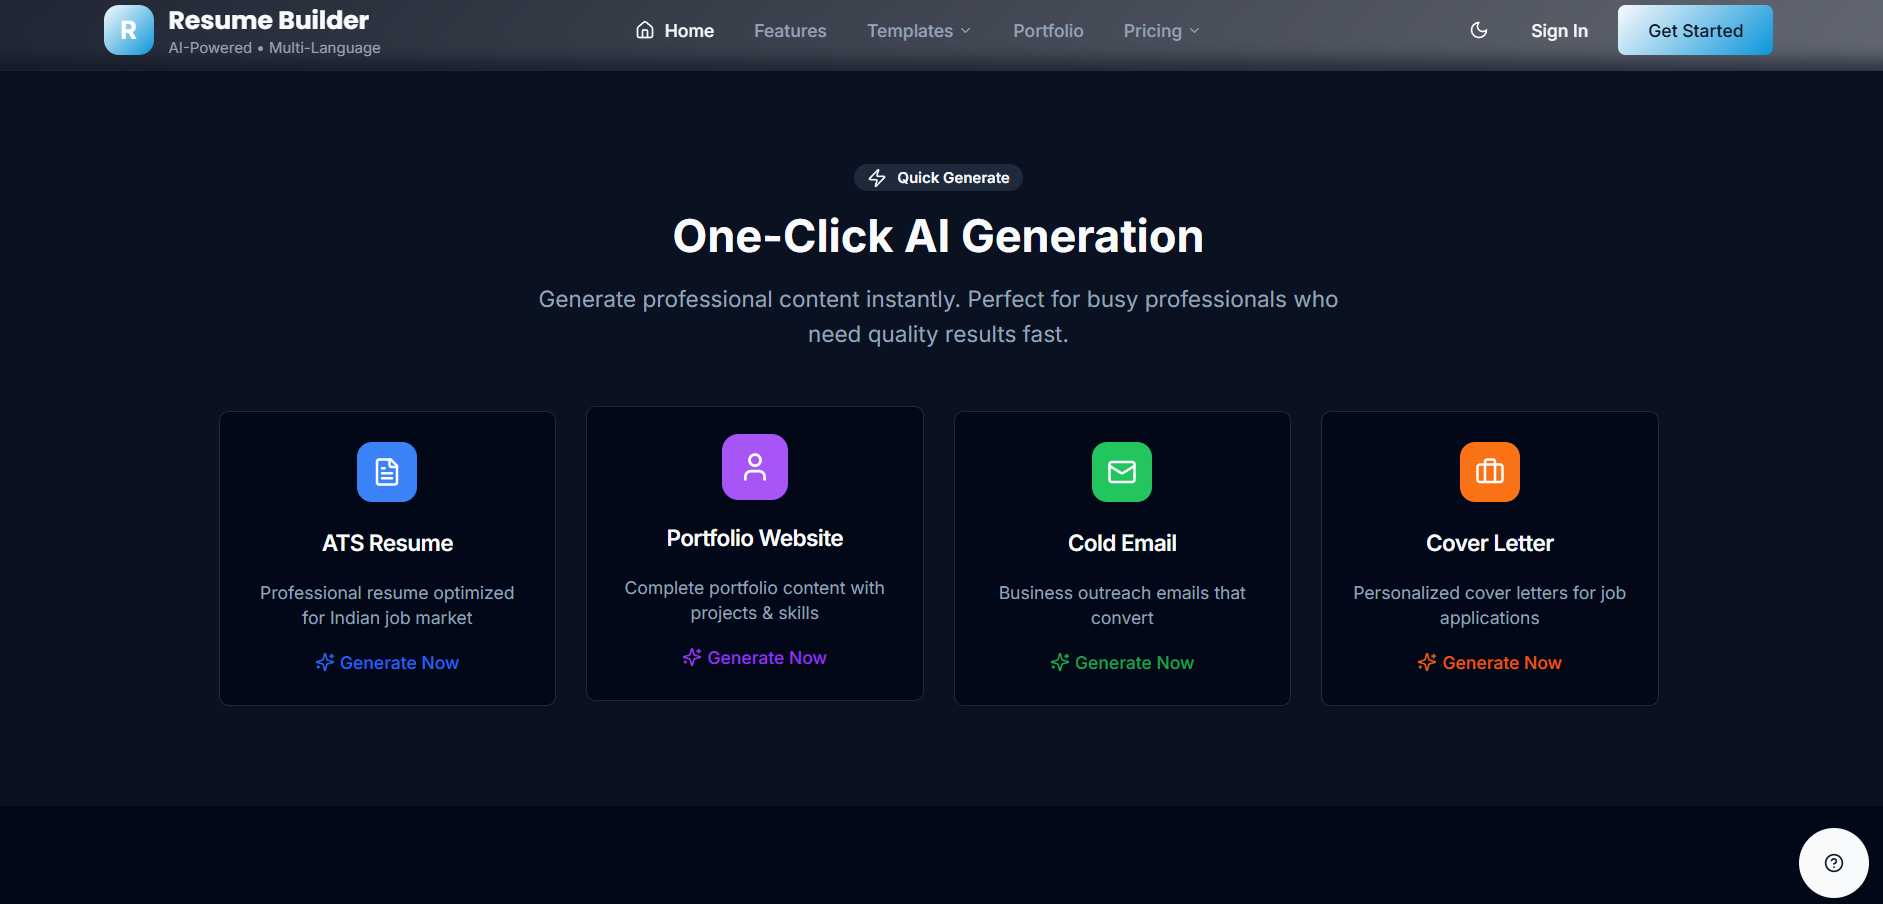 R
Resume Builder
AI-Powered • Multi-Language
Home
Features
Templates
Portfolio
Pricing
Sign In
Get Started
Quick Generate
One-Click AI Generation
Generate professional content instantly. Perfect for busy professionals who
need quality results fast.
ATS Resume
Professional resume optimized
for Indian job market
Generate Now
Portfolio Website
Complete portfolio content with
projects & skills
Generate Now
Cold Email
Business outreach emails that
convert
Generate Now
Cover Letter
Personalized cover letters for job
applications
Generate Now